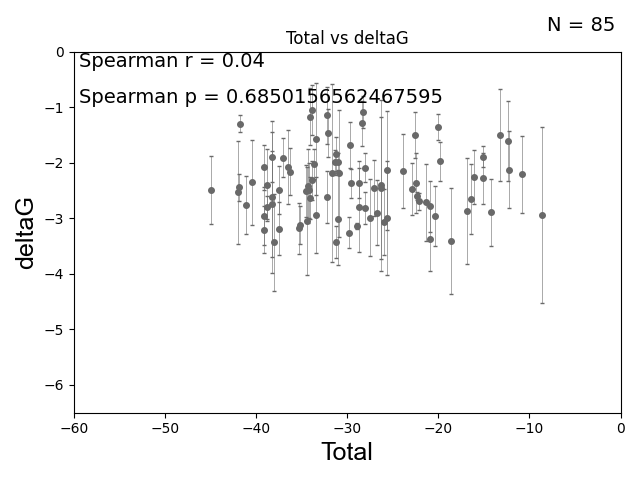 N = 85
Total vs deltaG
Spearman r = 0.04
Spearman p = 0.6850156562467595
0
−1
−2
−3
−4
−5
−6
deltaG
−60
−50
−40
−30
−20
−10
0
Total